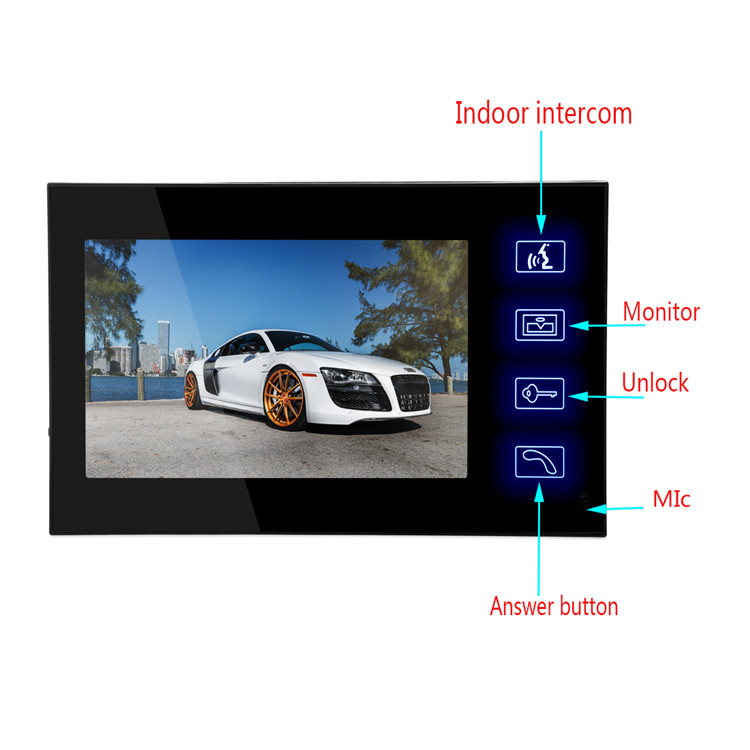 Indoor intercom
Monitor
Unlock
MIc
Answer button